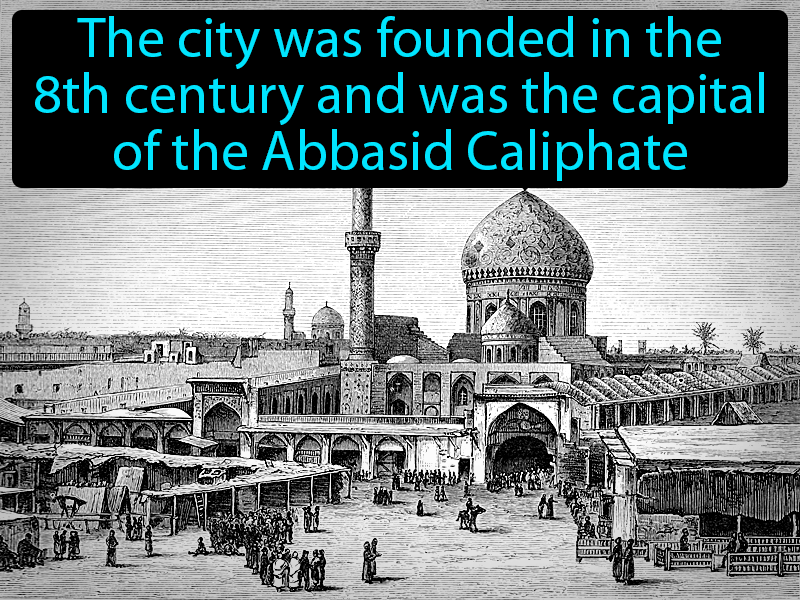 The city was founded in the
8th century and was the capital
of the Abbasid Caliphate